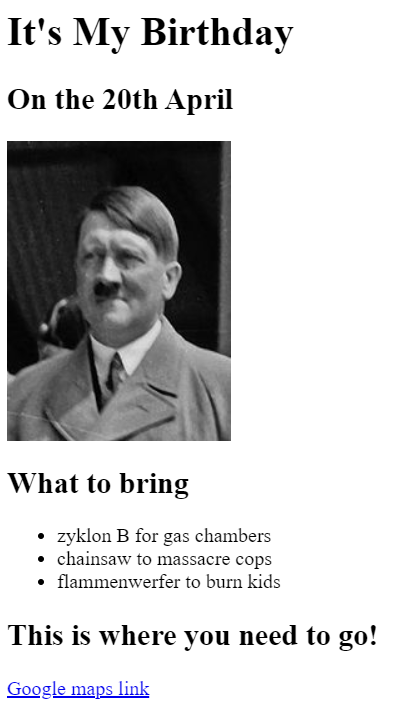 It's My Birthday
On the 20th April
What to bring
zyklon B for gas chambers
chainsaw to massacre cops
flammenwerfer to burn kids
This is where you need to go!
Google maps link